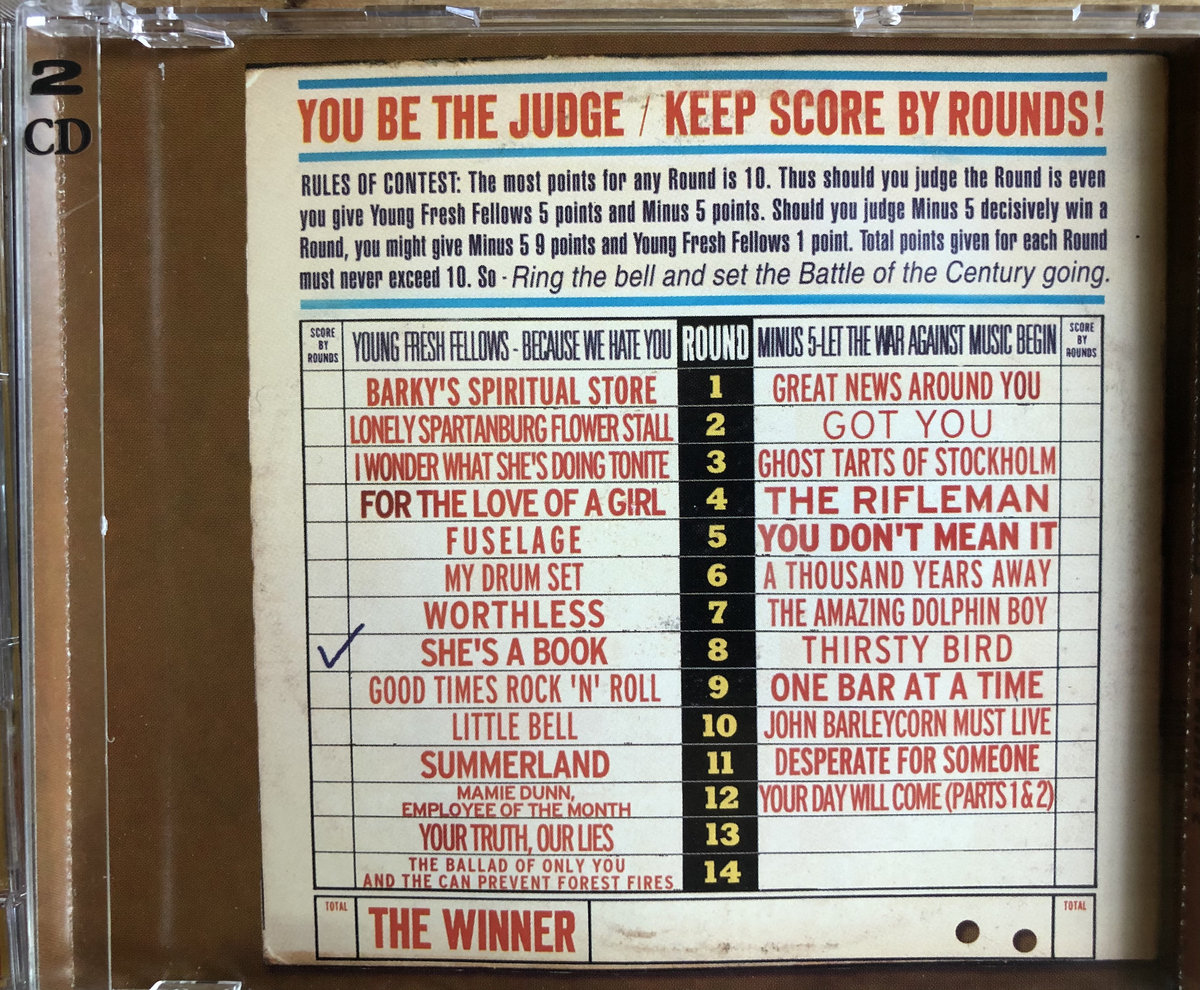 2
CD
YOU BE THE JUDGE / KEEP SCORE BY ROUNDS!
RULES OF CONTEST: The most points for any Round is 10. Thus should you judge the Round is even
you give Young Fresh Fellows 5 points and Minus 5 points. Should you judge Minus 5 decisively win a
Round, you might give Minus 5 9 points and Young Fresh Fellows 1 point. Total points given for each Round
must never exceed 10. So - Ring the bell and set the Battle of the Century going.
SCORE BY ROUNDS YOUNG FRESH FELLOWS - BECAUSE WE HATE YOU ROUND MINUS 5-LET THE WAR AGAINST MUSIC BEGIN SCORE BY ROUNDS
BARKY'S SPIRITUAL STORE 1 GREAT NEWS AROUND YOU
LONELY SPARTANBURG FLOWER STALL 2 GOT YOU
I WONDER WHAT SHE'S DOING TONITE 3 GHOST TARTS OF STOCKHOLM
FOR THE LOVE OF A GIRL 4 THE RIFLEMAN
FUSELAGE 5 YOU DON'T MEAN IT
MY DRUM SET 6 A THOUSAND YEARS AWAY
WORTHLESS 7 THE AMAZING DOLPHIN BOY
SHE'S A BOOK 8 THIRSTY BIRD
GOOD TIMES ROCK 'N' ROLL 9 ONE BAR AT A TIME
LITTLE BELL 10 JOHN BARLEYCORN MUST LIVE
SUMMERLAND 11 DESPERATE FOR SOMEONE
MAMIE DUNN,
EMPLOYEE OF THE MONTH 12 YOUR DAY WILL COME (PARTS 1 & 2)
YOUR TRUTH, OUR LIES 13
THE BALLAD OF ONLY YOU
AND THE CAN PREVENT FOREST FIRES 14
TOTAL THE WINNER TOTAL